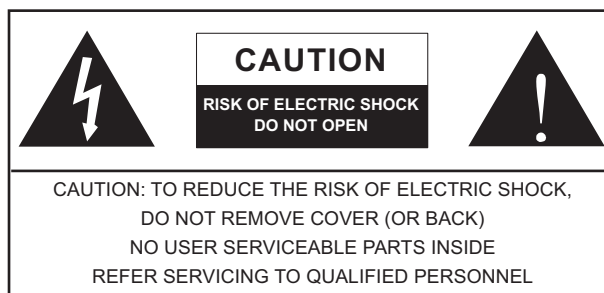 CAUTION
RISK OF ELECTRIC SHOCK
DO NOT OPEN
CAUTION: TO REDUCE THE RISK OF ELECTRIC SHOCK,
DO NOT REMOVE COVER (OR BACK)
NO USER SERVICEABLE PARTS INSIDE
REFER SERVICING TO QUALIFIED PERSONNEL